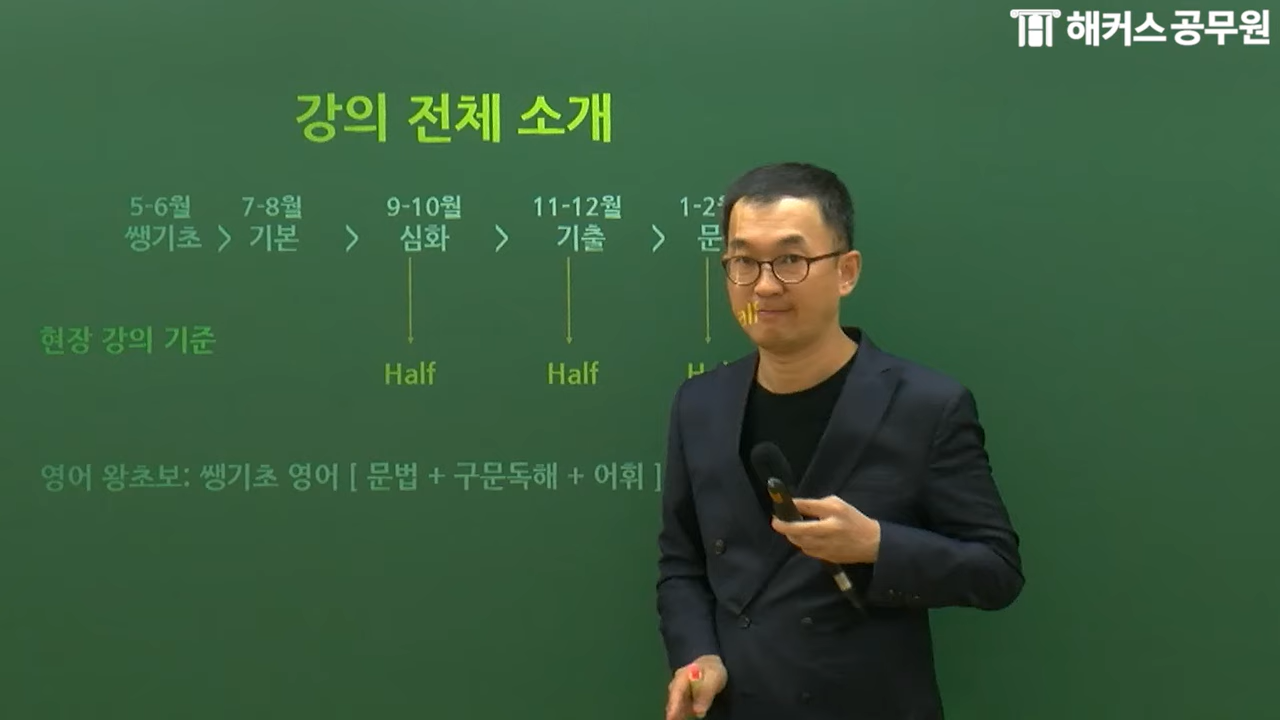 해커스공무원
강의 전체 소개
5-6월 7-8월 9-10월 11-12월 1-2
쌩기초 > 기본 > 심화 > 기출 > 문
현장 강의 기준
Half Half
영어 왕초보: 쌩기초 영어 [ 문법 + 구문독해 + 어휘 ]